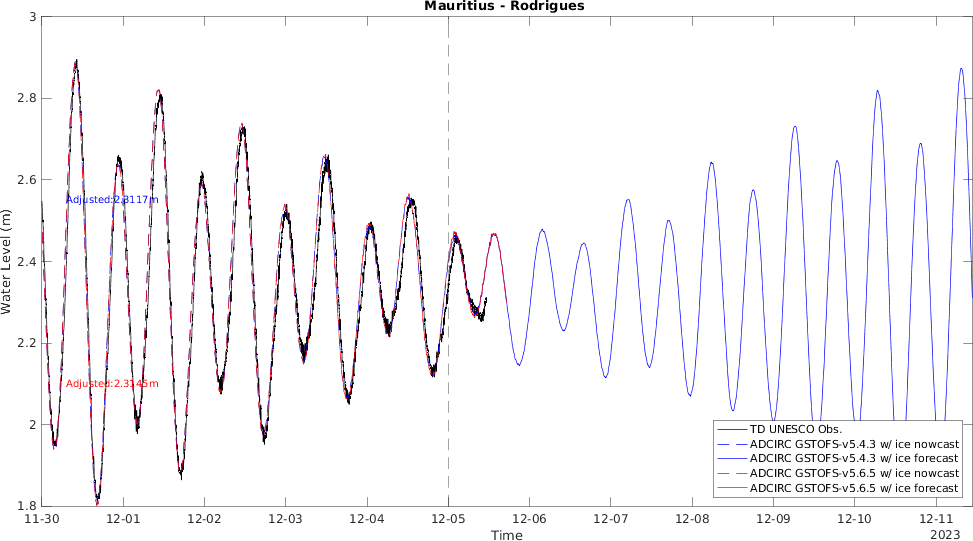 Mauritius - Rodrigues
3
2.8
2.6
2.4
2.2
2
1.8
Water Level (m)
Adjusted:2.3117m
Adjusted:2.3145m
TD UNESCO Obs.
ADCIRC GSTOFS-v5.4.3 w/ ice nowcast
ADCIRC GSTOFS-v5.4.3 w/ ice forecast
ADCIRC GSTOFS-v5.6.5 w/ ice nowcast
ADCIRC GSTOFS-v5.6.5 w/ ice forecast
11-30 12-01 12-02 12-03 12-04 12-05 12-06 12-07 12-08 12-09 12-10 12-11
Time
2023